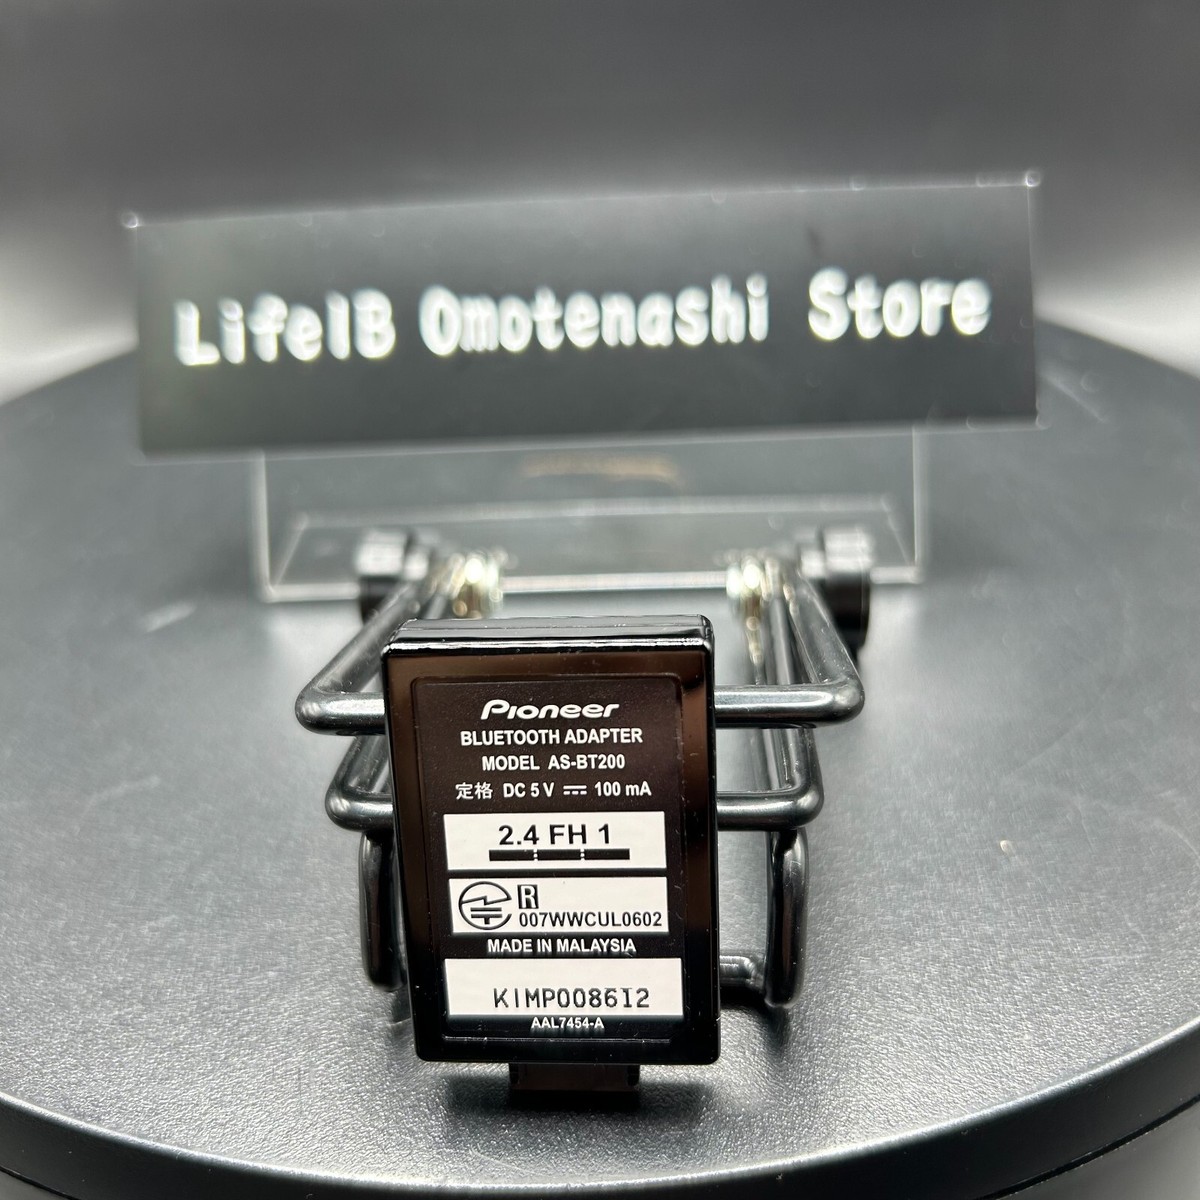 LifeIB Omotenashi Store
Pioneer
BLUETOOTH ADAPTER
MODEL AS-BT200
定格 DC 5 V ⎓ 100 mA
2.4 FH 1
R
007WWCUL0602
MADE IN MALAYSIA
KIMP008612
AAL7454-A